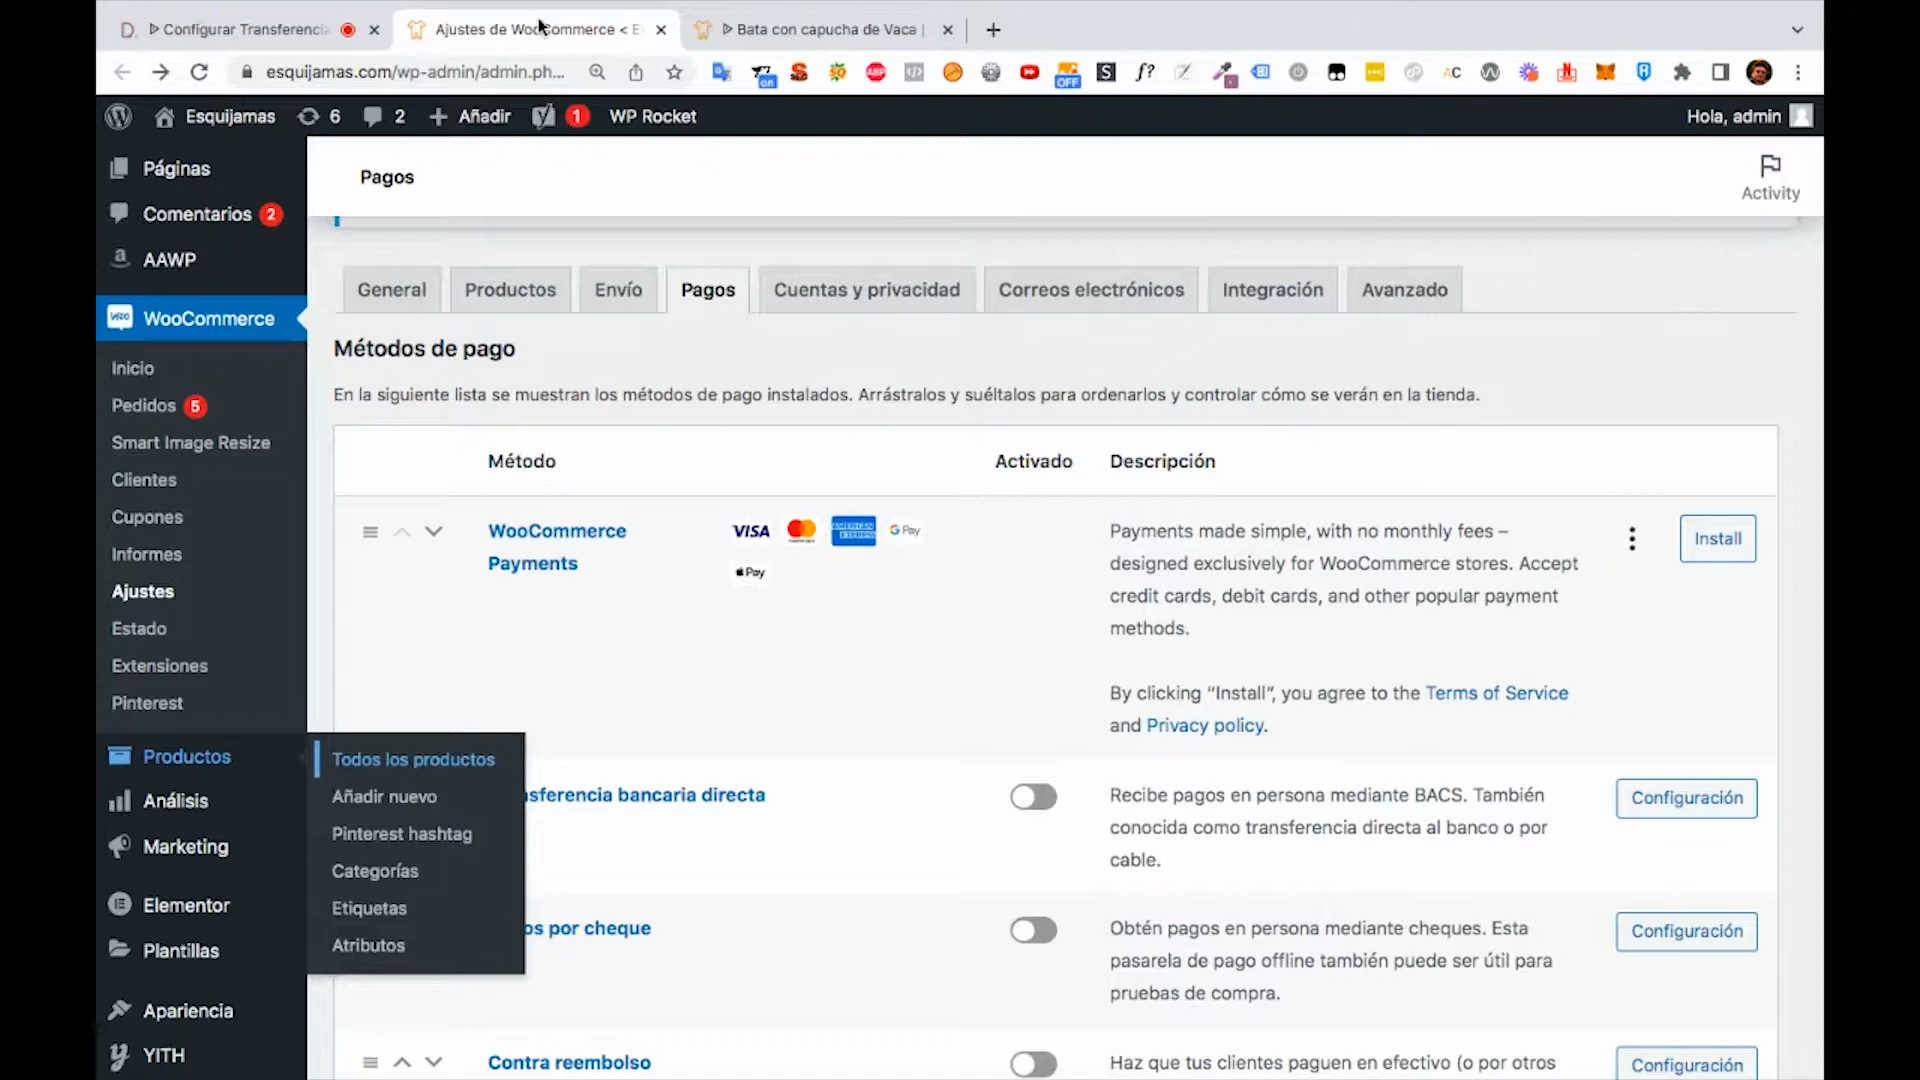 D. Configurar Transferencia
Ajustes de WooCommerce < E
Bata con capucha de Vaca |
esquijamas.com/wp-admin/admin.ph...
on
ABP
OFF
S
f?
AC
Esquijamas 6 2 + Añadir 1 WP Rocket
Hola, admin
Páginas
Comentarios 2
AAWP
WooCommerce
Inicio
Pedidos 5
Smart Image Resize
Clientes
Cupones
Informes
Ajustes
Estado
Extensiones
Pinterest
Productos
Análisis
Marketing
Elementor
Plantillas
Apariencia
YITH
Todos los productos
Añadir nuevo
Pinterest hashtag
Categorías
Etiquetas
Atributos
Pagos
Activity
General Productos Envío Pagos Cuentas y privacidad Correos electrónicos Integración Avanzado
Métodos de pago
En la siguiente lista se muestran los métodos de pago instalados. Arrástralos y suéltalos para ordenarlos y controlar cómo se verán en la tienda.
Método Activado Descripción
WooCommerce
Payments
VISA
AMERICAN EXPRESS
G Pay
Pay
Payments made simple, with no monthly fees –
designed exclusively for WooCommerce stores. Accept
credit cards, debit cards, and other popular payment
methods.
By clicking “Install”, you agree to the Terms of Service
and Privacy policy.
Install
sferencia bancaria directa
Recibe pagos en persona mediante BACS. También
conocida como transferencia directa al banco o por
cable.
Configuración
os por cheque
Obtén pagos en persona mediante cheques. Esta
pasarela de pago offline también puede ser útil para
pruebas de compra.
Configuración
Contra reembolso
Haz que tus clientes paguen en efectivo (o por otros
Configuración